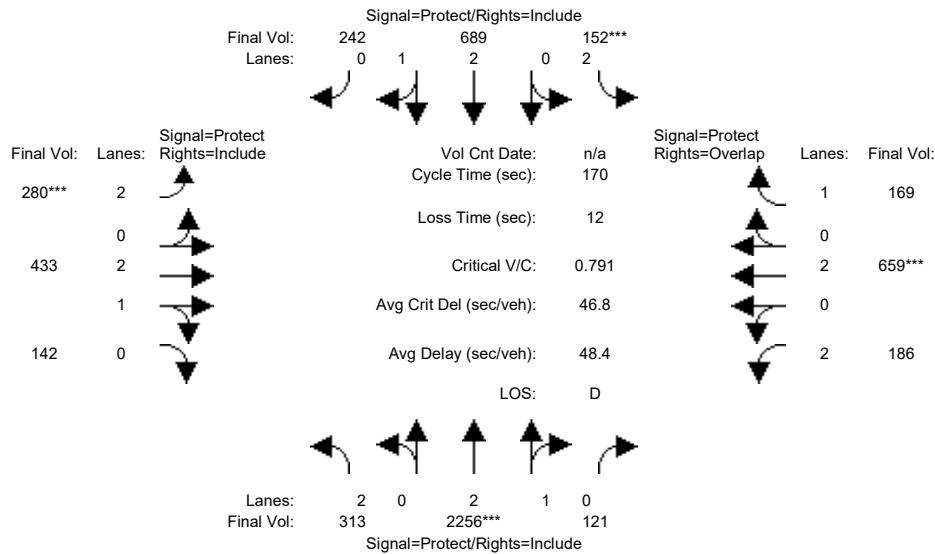 Signal=Protect/Rights=Include
Final Vol: 242 689 152***
Lanes: 0 1 2 0 2
Signal=Protect Signal=Protect
Final Vol: Lanes: Rights=Include Vol Cnt Date: n/a Rights=Overlap Lanes: Final Vol:
Cycle Time (sec): 170
280*** 2 1 169
Loss Time (sec): 12
0 0
433 2 Critical V/C: 0.791 2 659***
1 Avg Crit Del (sec/veh): 46.8 0
142 0 Avg Delay (sec/veh): 48.4 2 186
LOS: D
Lanes: 2 0 2 1 0
Final Vol: 313 2256*** 121
Signal=Protect/Rights=Include